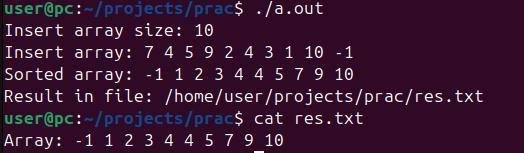 user@pc:~/projects/prac$ ./a.out
Insert array size: 10
Insert array: 7 4 5 9 2 4 3 1 10 -1
Sorted array: -1 1 2 3 4 4 5 7 9 10
Result in file: /home/user/projects/prac/res.txt
user@pc:~/projects/prac$ cat res.txt
Array: -1 1 2 3 4 4 5 7 9 10